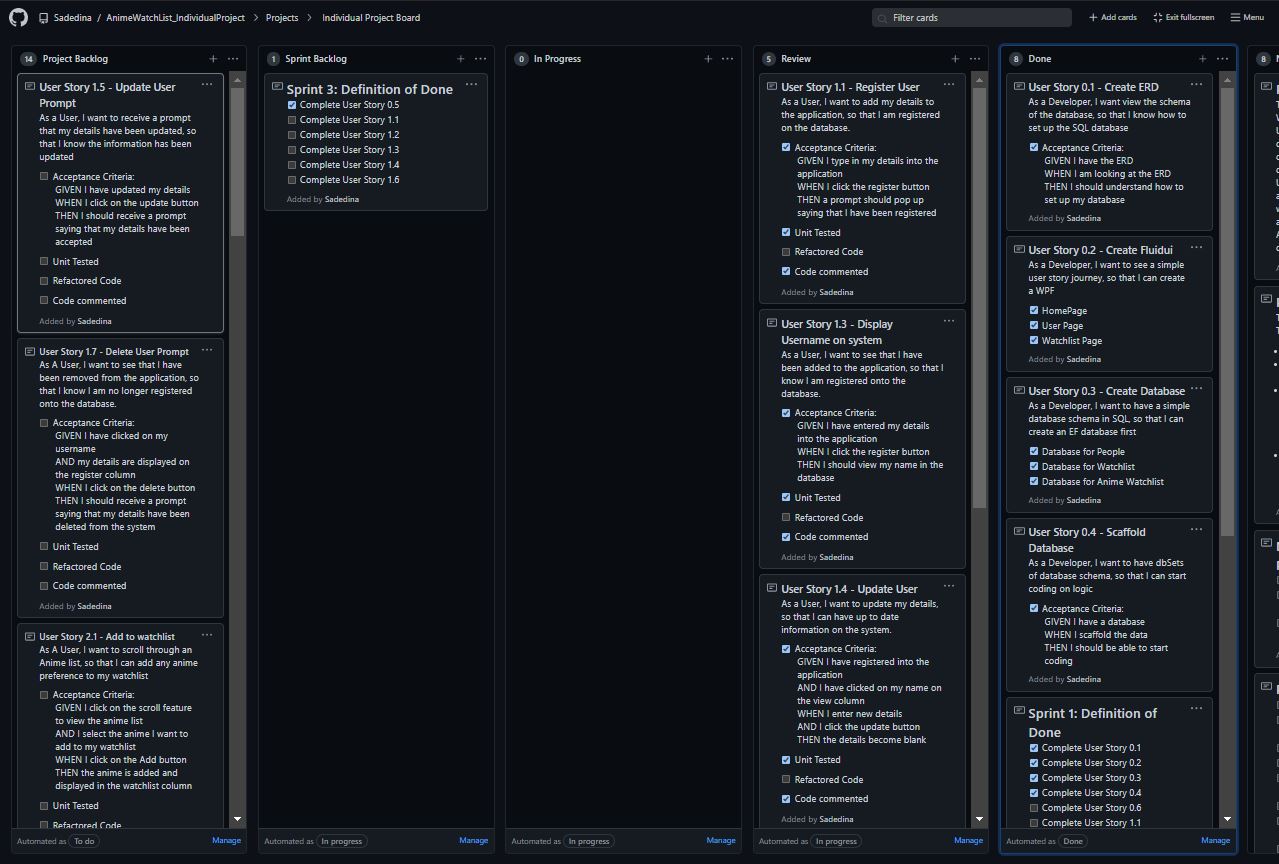 Sadedina / AnimeWatchList_IndividualProject > Projects > Individual Project Board
Filter cards
+ Add cards
Exit fullscreen
Menu
14 Project Backlog
User Story 1.5 - Update User
Prompt
As a User, I want to receive a prompt
that my details have been updated, so
that I know the information has been
updated
Acceptance Criteria:
GIVEN I have updated my details
WHEN I click on the update button
THEN I should receive a prompt
saying that my details have been
accepted
Unit Tested
Refactored Code
Code commented
Added by Sadedina
User Story 1.7 - Delete User Prompt
As A User, I want to see that I have
been removed from the application, so
that I know I am no longer registered
onto the database.
Acceptance Criteria:
GIVEN I have clicked on my
username
AND my details are displayed on
the register column
WHEN I click on the delete button
THEN I should receive a prompt
saying that my details have been
deleted from the system
Unit Tested
Refactored Code
Code commented
Added by Sadedina
User Story 2.1 - Add to watchlist
As A User, I want to scroll through an
Anime list, so that I can add any anime
preference to my watchlist
Acceptance Criteria:
GIVEN I click on the scroll feature
to view the anime list
AND I select the anime I want to
add to my watchlist
WHEN I click on the Add button
THEN the anime is added and
displayed in the watchlist column
Unit Tested
Refactored Code
Automated as To do
Manage
1 Sprint Backlog
Sprint 3: Definition of Done
Complete User Story 0.5
Complete User Story 1.1
Complete User Story 1.2
Complete User Story 1.3
Complete User Story 1.4
Complete User Story 1.6
Added by Sadedina
Automated as In progress
Manage
0 In Progress
Automated as In progress
Manage
5 Review
User Story 1.1 - Register User
As a User, I want to add my details to
the application, so that I am registered
on the database.
Acceptance Criteria:
GIVEN I type in my details into the
application
WHEN I click the register button
THEN a prompt should pop up
saying that I have been registered
Unit Tested
Refactored Code
Code commented
Added by Sadedina
User Story 1.3 - Display
Username on system
As a User, I want to see that I have
been added to the application, so that I
know I am registered onto the
database.
Acceptance Criteria:
GIVEN I have entered my details
into the application
WHEN I click the register button
THEN I should view my name in the
database
Unit Tested
Refactored Code
Code commented
Added by Sadedina
User Story 1.4 - Update User
As a User, I want to update my details,
so that I can have up to date
information on the system.
Acceptance Criteria:
GIVEN I have registered into the
application
AND I have clicked on my name on
the view column
WHEN I enter new details
AND I click the update button
THEN the details become blank
Unit Tested
Refactored Code
Code commented
Added by Sadedina
Automated as In progress
Manage
8 Done
User Story 0.1 - Create ERD
As a Developer, I want view the schema
of the database, so that I know how to
set up the SQL database
Acceptance Criteria:
GIVEN I have the ERD
WHEN I am looking at the ERD
THEN I should understand how to
set up my database
Added by Sadedina
User Story 0.2 - Create Fluidui
As a Developer, I want to see a simple
user story journey, so that I can create
a WPF
HomePage
User Page
Watchlist Page
Added by Sadedina
User Story 0.3 - Create Database
As a Developer, I want to have a simple
database schema in SQL, so that I can
create an EF database first
Database for People
Database for Watchlist
Database for Anime Watchlist
Added by Sadedina
User Story 0.4 - Scaffold
Database
As a Developer, I want to have dbSets
of database schema, so that I can start
coding on logic
Acceptance Criteria:
GIVEN I have a database
WHEN I scaffold the data
THEN I should be able to start
coding
Added by Sadedina
Sprint 1: Definition of
Done
Complete User Story 0.1
Complete User Story 0.2
Complete User Story 0.3
Complete User Story 0.4
Complete User Story 0.6
Complete User Story 1.1
Automated as Done
Manage
8